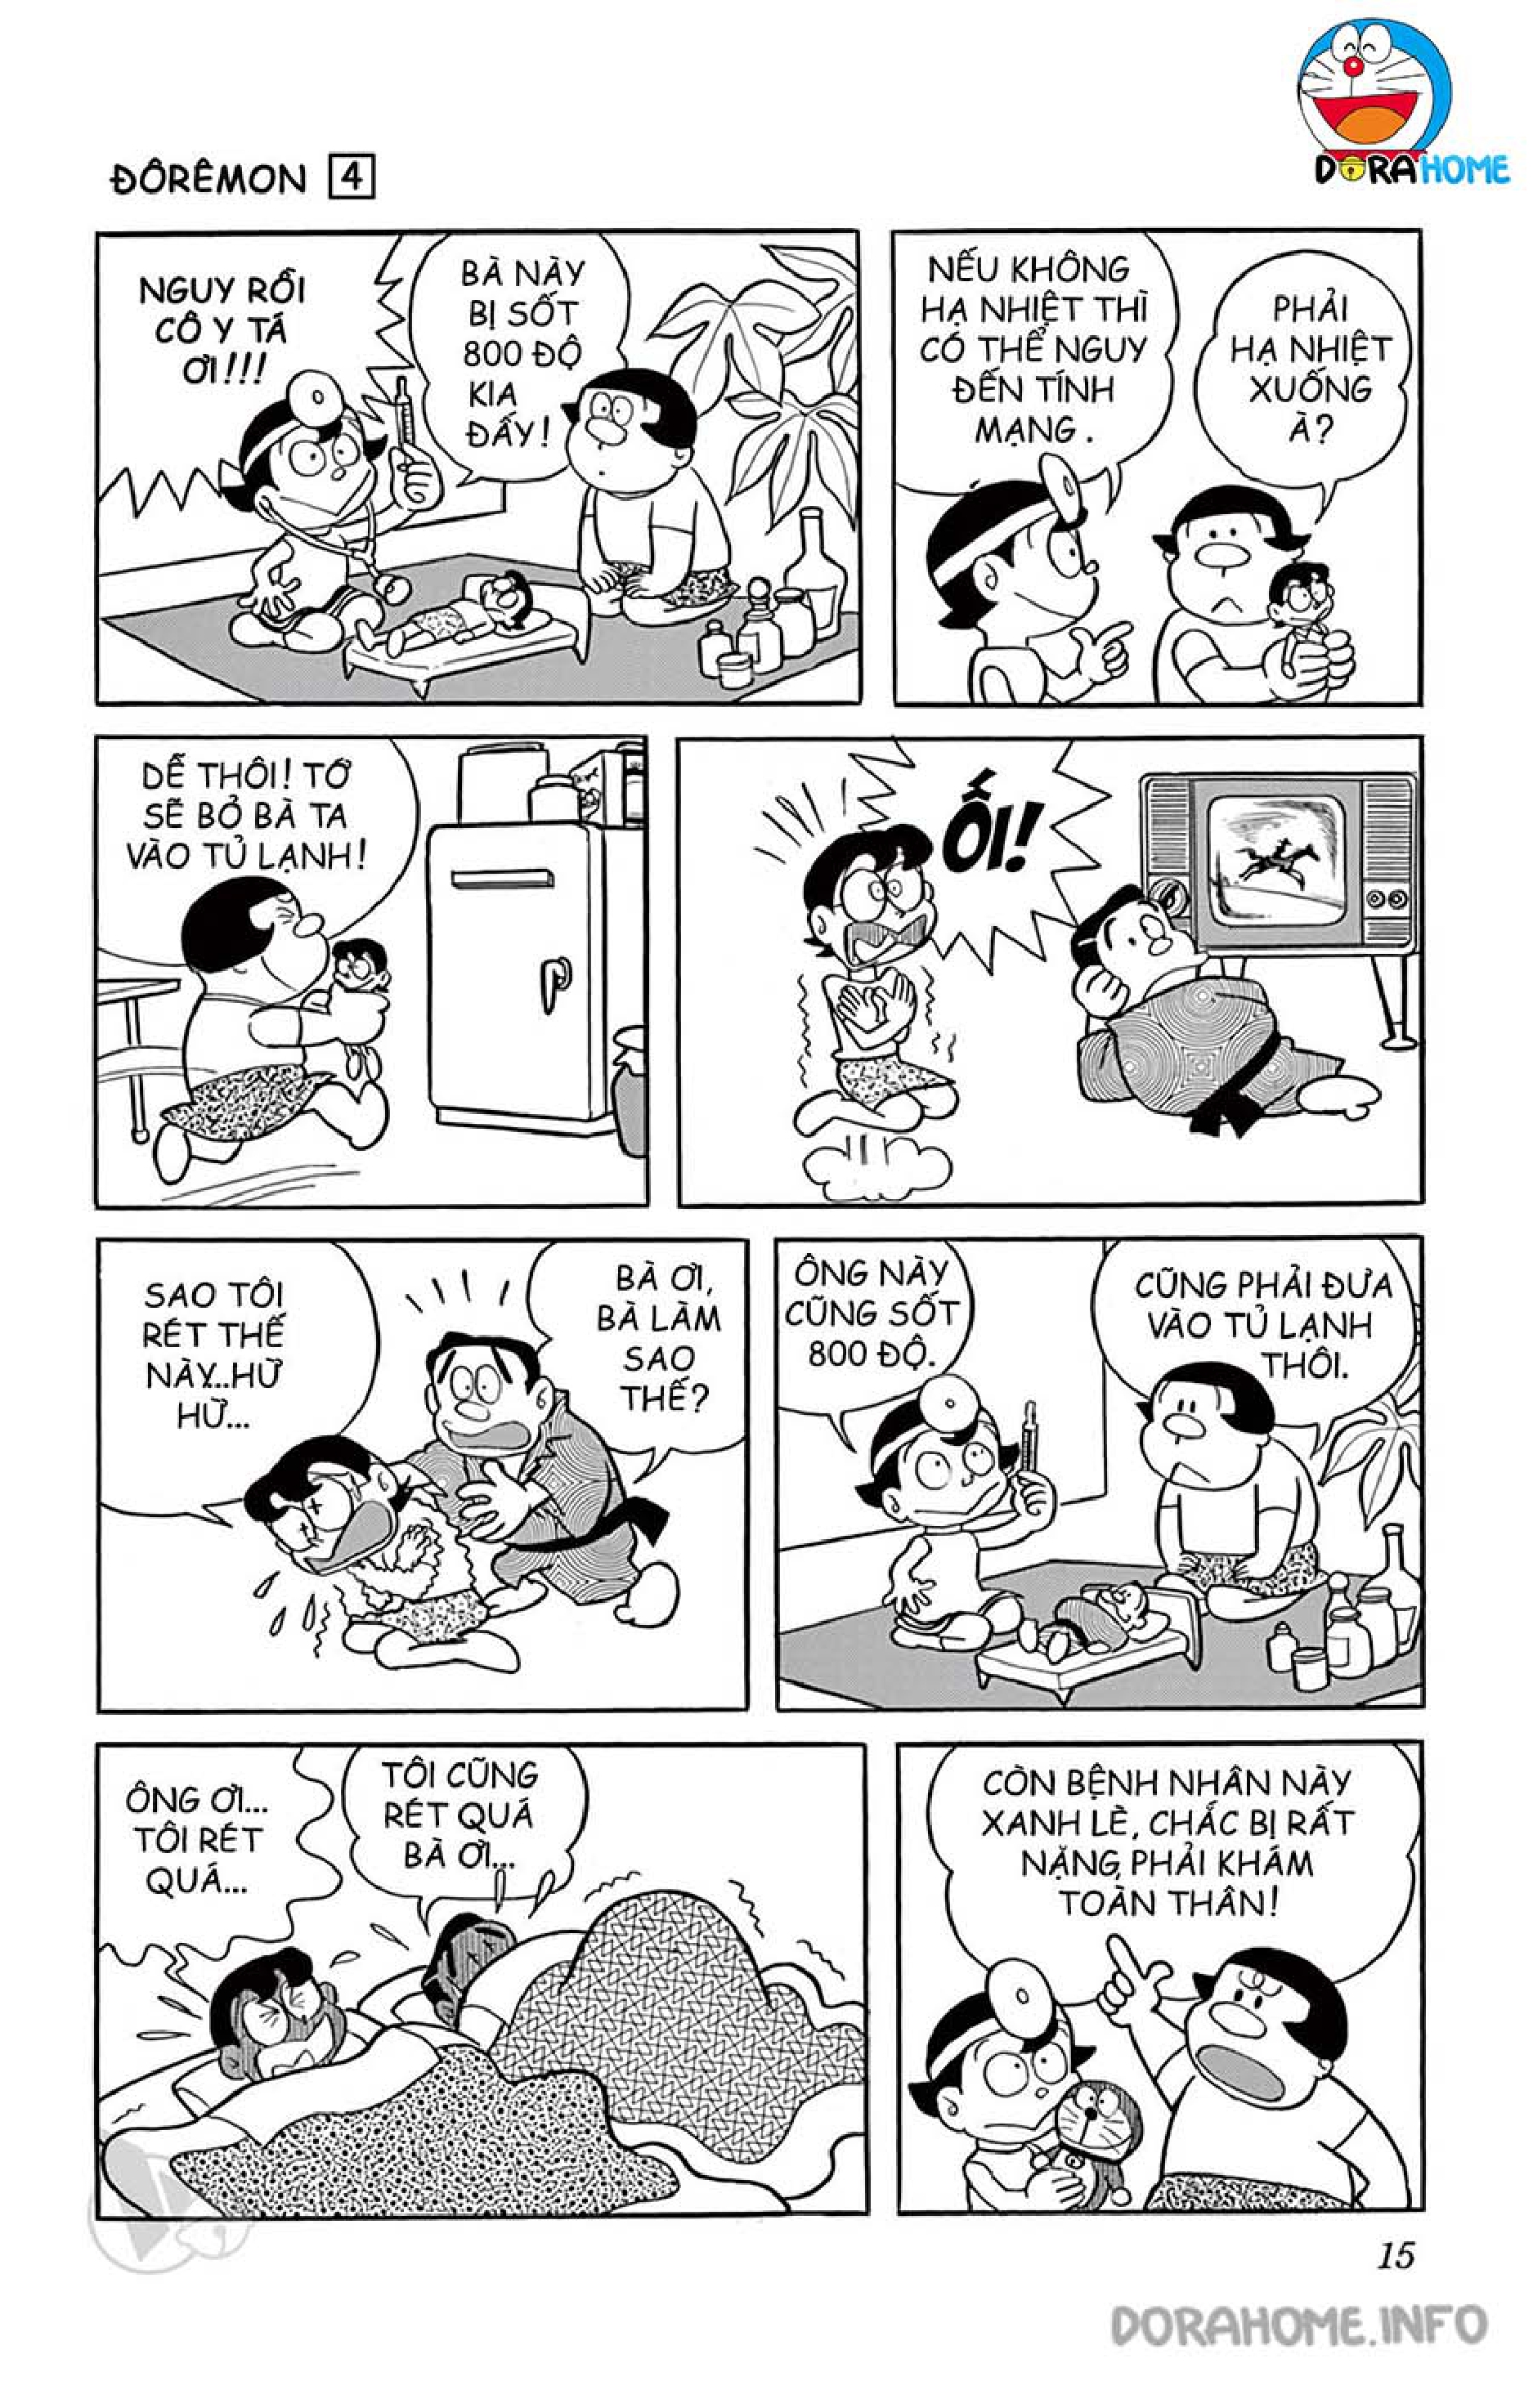 DORAHOME
ĐÔRÊMON 4
NGUY RỒI
CÔ Y TÁ
ƠI!!!
BÀ NÀY
BỊ SỐT
800 ĐỘ
KIA
ĐẤY!
NẾU KHÔNG
HẠ NHIỆT THÌ
CÓ THỂ NGUY
ĐẾN TÍNH
MẠNG.
PHẢI
HẠ NHIỆT
XUỐNG
À?
DỄ THÔI! TỚ
SẼ BỎ BÀ TA
VÀO TỦ LẠNH!
ỐI!
SAO TÔI
RÉT THẾ
NÀY...HỪ
HỪ...
BÀ ƠI,
BÀ LÀM
SAO
THẾ?
ÔNG NÀY
CŨNG SỐT
800 ĐỘ.
CŨNG PHẢI ĐƯA
VÀO TỦ LẠNH
THÔI.
ÔNG ƠI...
TÔI RÉT
QUÁ...
TÔI CŨNG
RÉT QUÁ
BÀ ƠI...
CÒN BỆNH NHÂN NÀY
XANH LÈ, CHẮC BỊ RẤT
NẶNG, PHẢI KHÁM
TOÀN THÂN!
15
DORAHOME.INFO